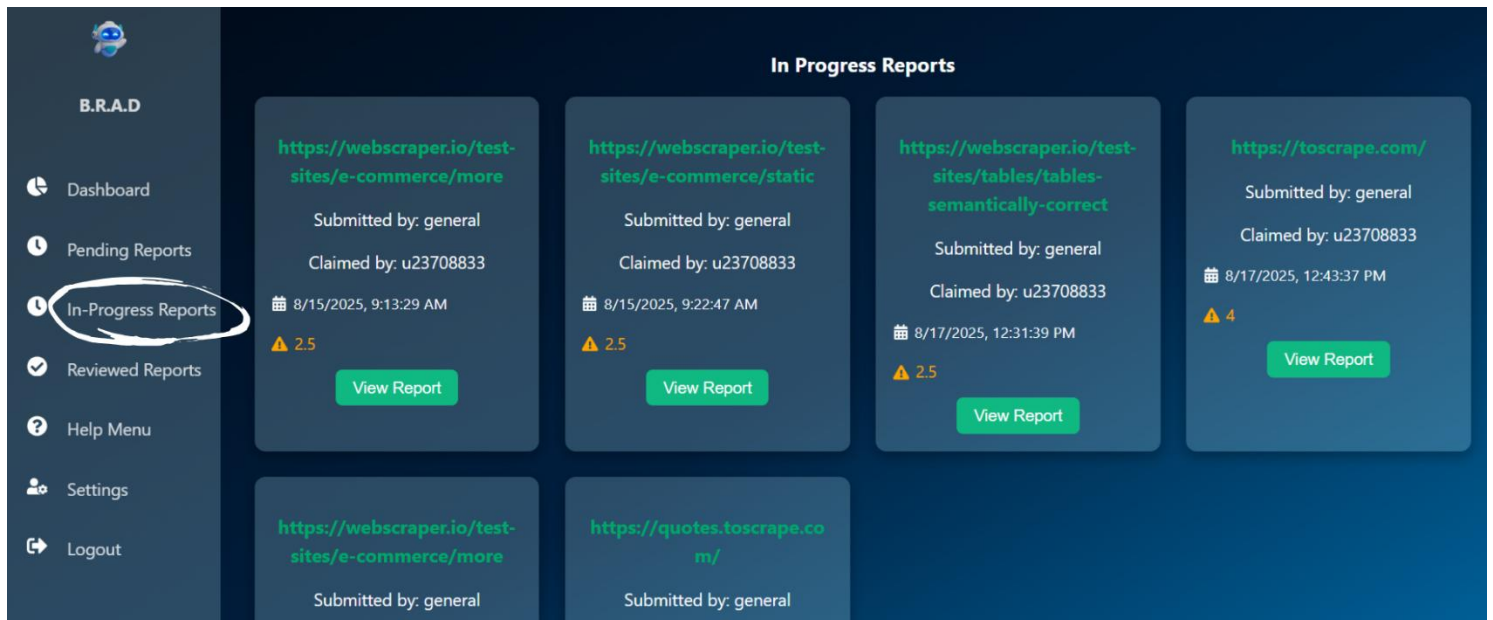 B.R.A.D
Dashboard
Pending Reports
In-Progress Reports
Reviewed Reports
Help Menu
Settings
Logout
In Progress Reports
https://webscraper.io/test-
sites/e-commerce/more
Submitted by: general
Claimed by: u23708833
8/15/2025, 9:13:29 AM
2.5
View Report
https://webscraper.io/test-
sites/e-commerce/static
Submitted by: general
Claimed by: u23708833
8/15/2025, 9:22:47 AM
2.5
View Report
https://webscraper.io/test-
sites/tables/tables-
semantically-correct
Submitted by: general
Claimed by: u23708833
8/17/2025, 12:31:39 PM
2.5
View Report
https://toscrape.com/
Submitted by: general
Claimed by: u23708833
8/17/2025, 12:43:37 PM
4
View Report
https://webscraper.io/test-
sites/e-commerce/more
Submitted by: general
https://quotes.toscrape.co
m/
Submitted by: general